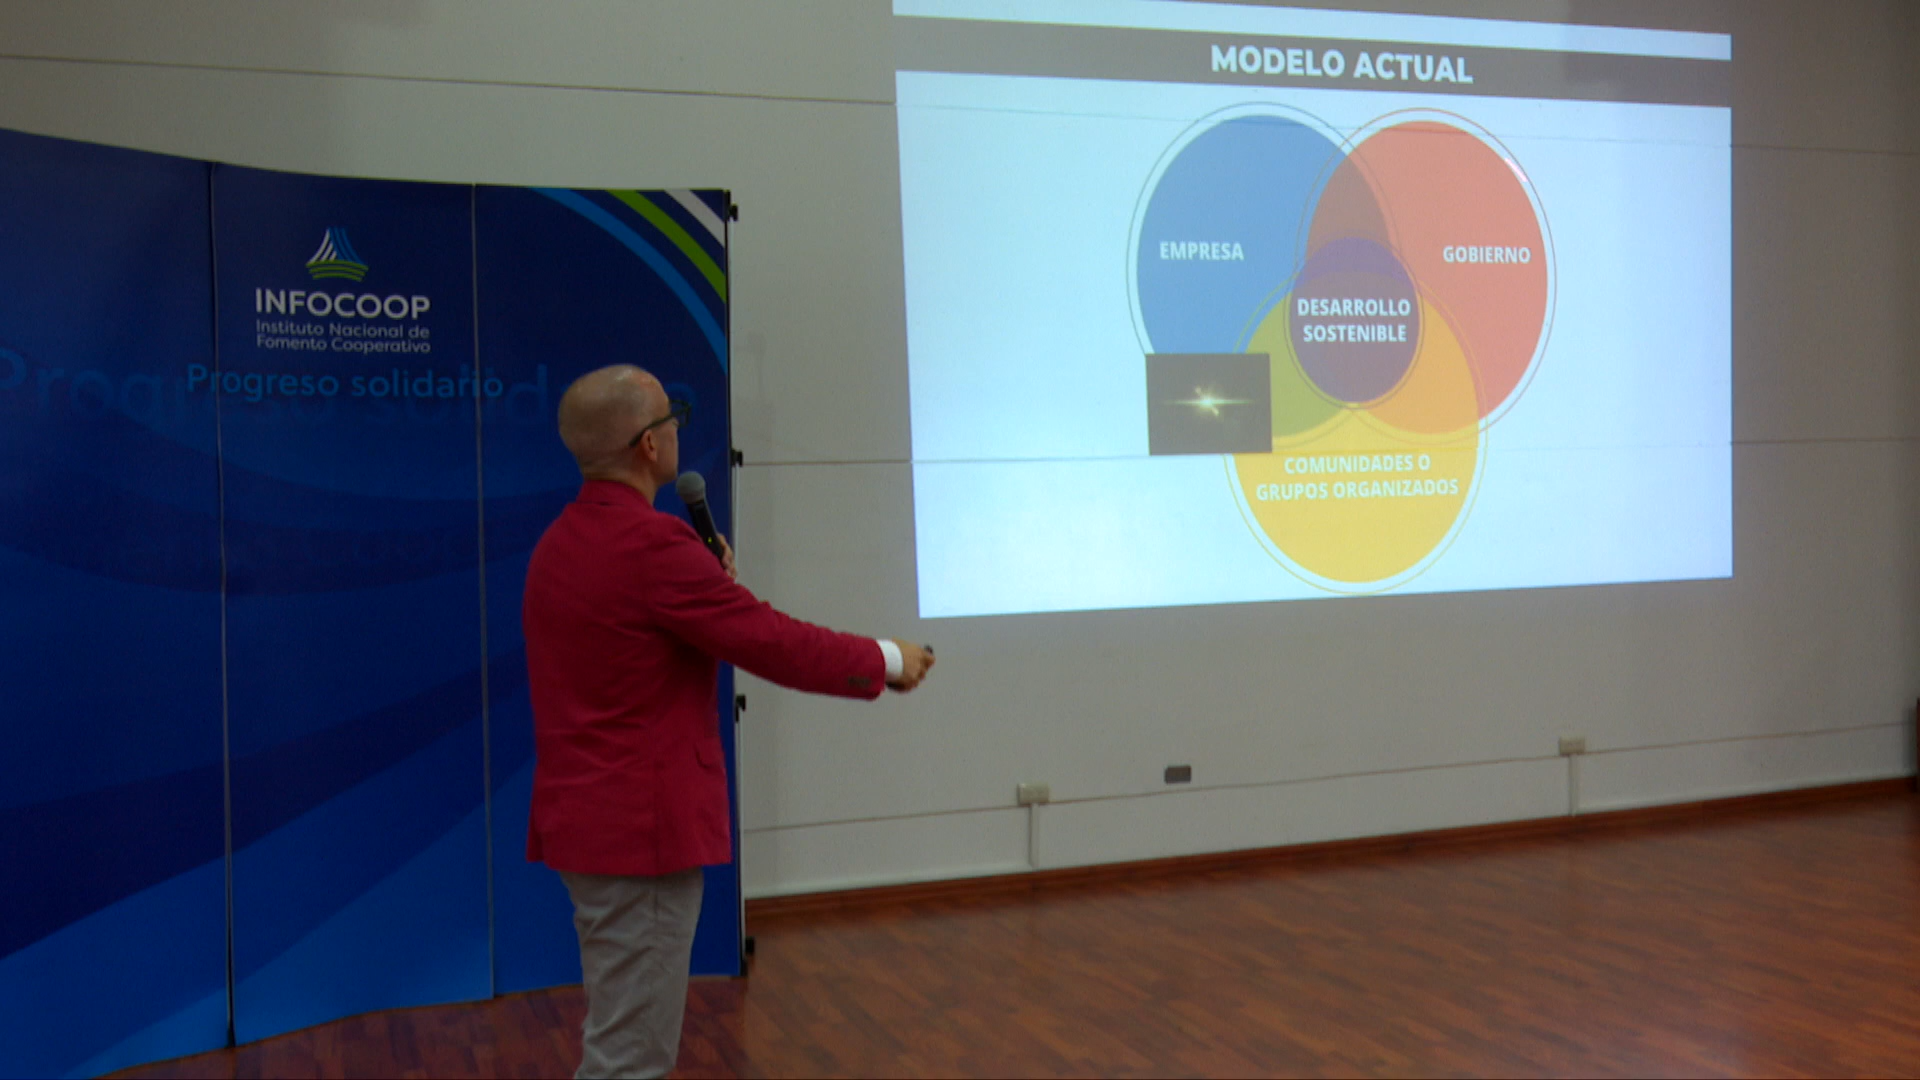 MODELO ACTUAL
EMPRESA
GOBIERNO
DESARROLLO
SOSTENIBLE
COMUNIDADES O
GRUPOS ORGANIZADOS
INFOCOOP
Instituto Nacional de
Fomento Cooperativo
Progreso solidario